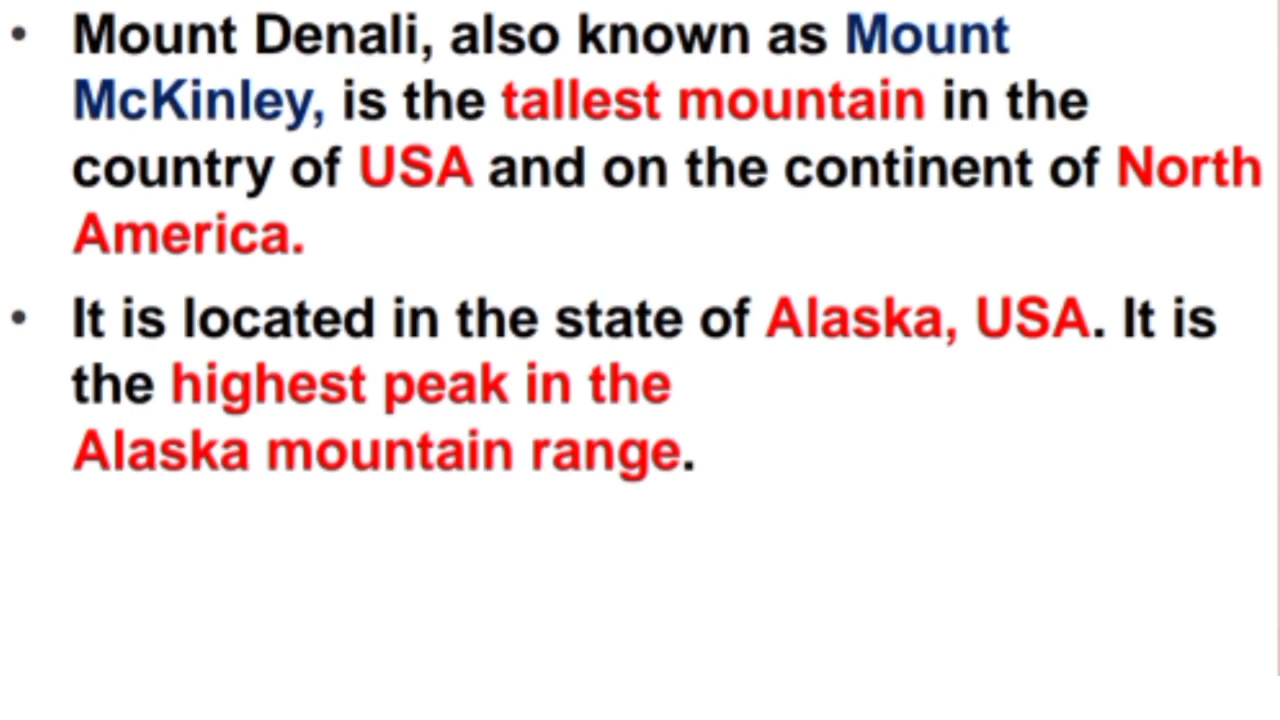 • Mount Denali, also known as Mount
McKinley, is the tallest mountain in the
country of USA and on the continent of North
America.
• It is located in the state of Alaska, USA. It is
the highest peak in the
Alaska mountain range.